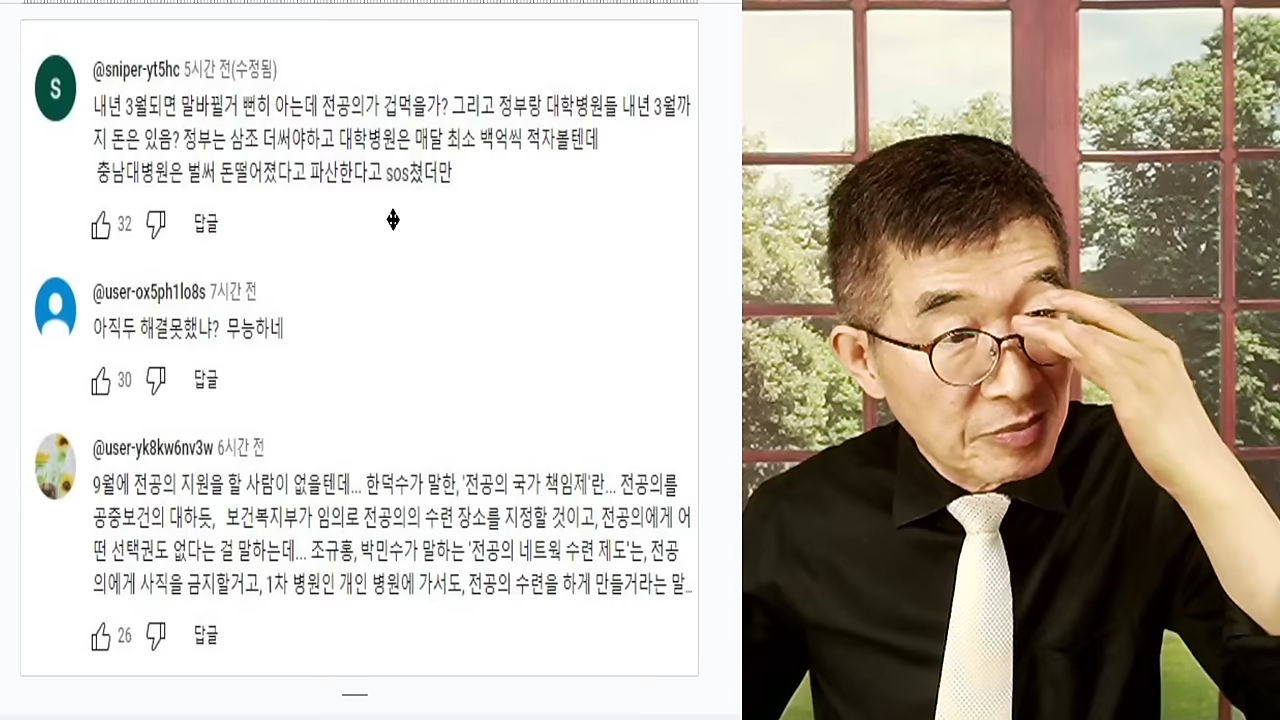 S
@sniper-yt5hc 5시간 전(수정됨)
내년 3월되면 말바뀔거 뻔히 아는데 전공의가 겁먹을가? 그리고 정부랑 대학병원들 내년 3월까
지 돈은 있음? 정부는 삼조 더써야하고 대학병원은 매달 최소 백억씩 적자볼텐데
충남대병원은 벌써 돈떨어졌다고 파산한다고 sos쳤더만
32 답글
@user-ox5ph1lo8s 7시간 전
아직두 해결못했냐? 무능하네
30 답글
@user-yk8kw6nv3w 6시간 전
9월에 전공의 지원을 할 사람이 없을텐데... 한덕수가 말한, '전공의 국가 책임제'란... 전공의를
공중보건의 대하듯, 보건복지부가 임의로 전공의의 수련 장소를 지정할 것이고, 전공의에게 어
떤 선택권도 없다는 걸 말하는데... 조규홍, 박민수가 말하는 '전공의 네트웍 수련 제도'는, 전공
의에게 사직을 금지할거고, 1차 병원인 개인 병원에 가서도, 전공의 수련을 하게 만들거라는 말...
26 답글